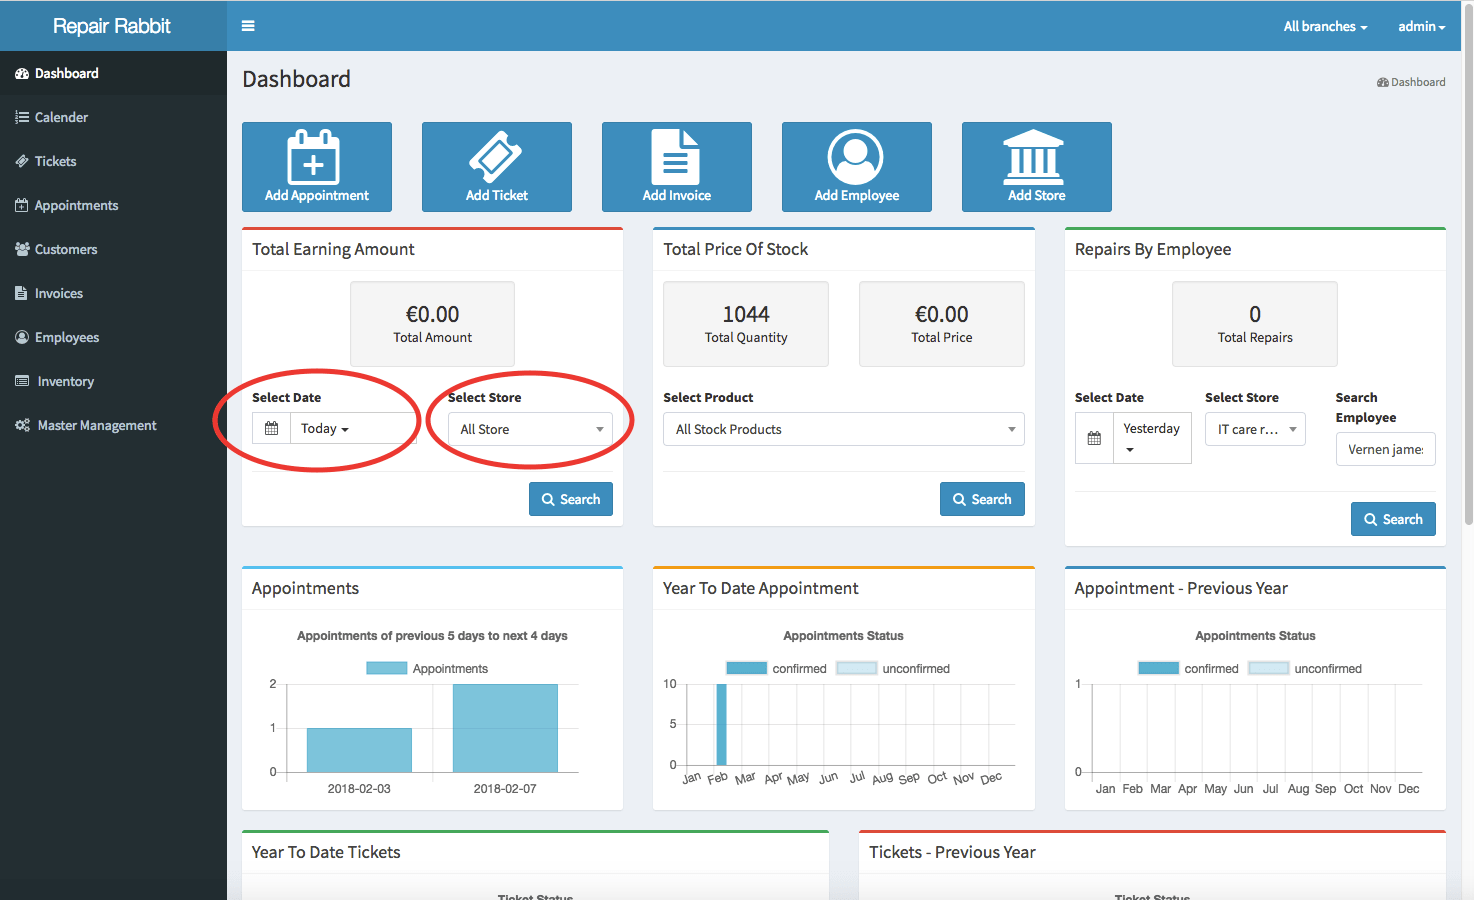 Repair Rabbit
All branches
admin
Dashboard
Calender
Tickets
Appointments
Customers
Invoices
Employees
Inventory
Master Management
Dashboard
Dashboard
Add Appointment
Add Ticket
Add Invoice
Add Employee
Add Store
Total Earning Amount
€0.00
Total Amount
Select Date
Select Store
Today
All Store
Search
Total Price Of Stock
1044
Total Quantity
€0.00
Total Price
Select Product
All Stock Products
Search
Repairs By Employee
0
Total Repairs
Select Date
Select Store
Search
Employee
Yesterday
IT care r...
Vernen james
Search
Appointments
Appointments of previous 5 days to next 4 days
Appointments
2
1
0
2018-02-03 2018-02-07
Year To Date Appointment
Appointments Status
confirmed unconfirmed
10
5
0
Jan Feb Mar Apr May Jun Jul Aug Sep Oct Nov Dec
Appointment - Previous Year
Appointments Status
confirmed unconfirmed
1
0
Jan Feb Mar Apr May Jun Jul Aug Sep Oct Nov Dec
Year To Date Tickets
Ticket Status
Tickets - Previous Year
Ticket Status